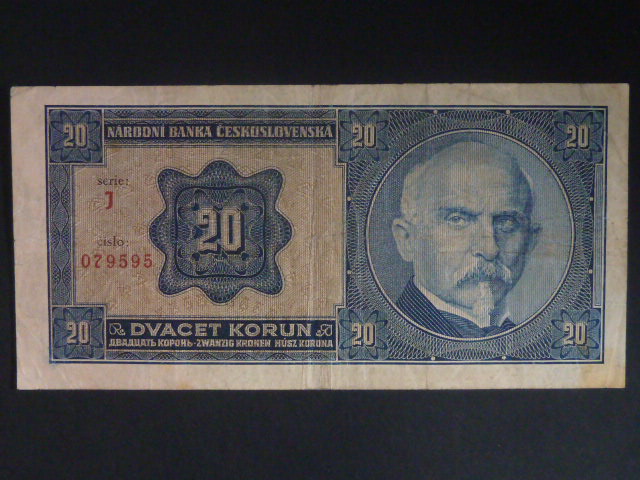 20 NÁRODNÍ BANKA ČESKOSLOVENSKÁ 20 20
serie:
J
20
číslo:
079595
20 DVACET KORUN 20 20
ДВАДЦАТЬ КОРОНЪ-ZWANZIG KRONEN HÚSZ KORONA